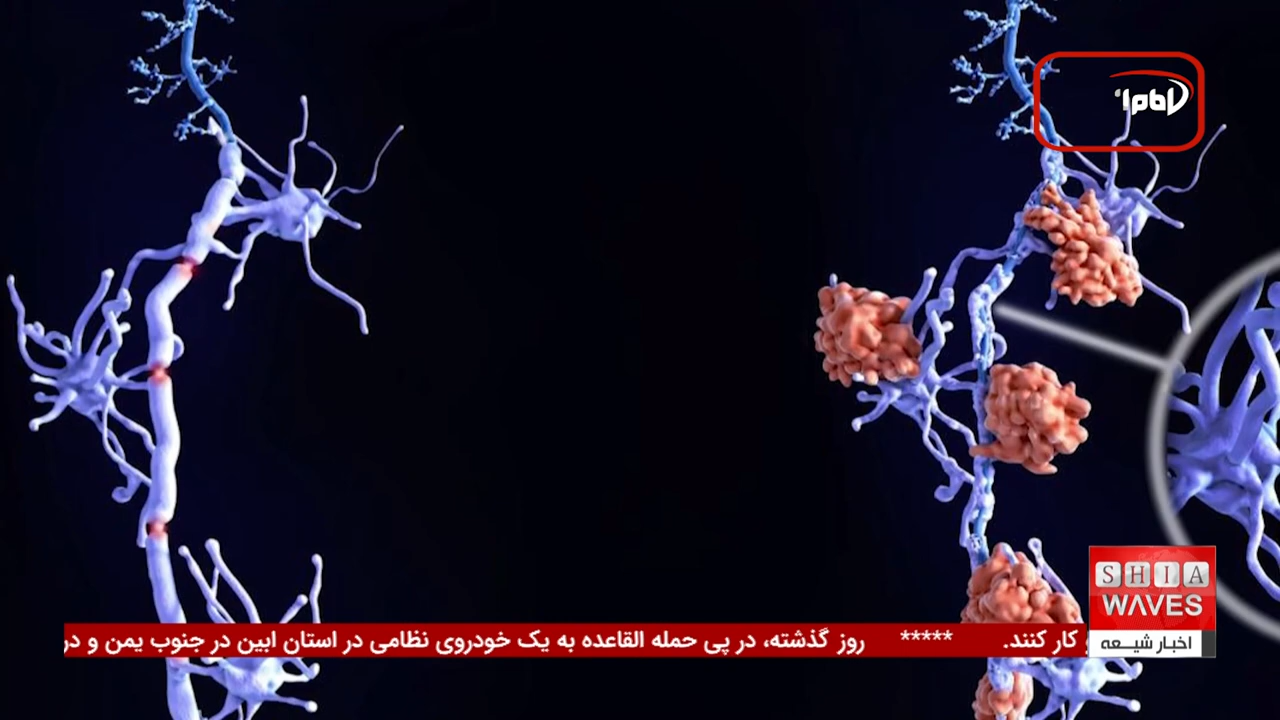 SHIA
WAVES
اخبار شیعه
کار کنند. ***** روز گذشته، در پی حمله القاعده به یک خودروی نظامی در استان ابین در جنوب یمن و در